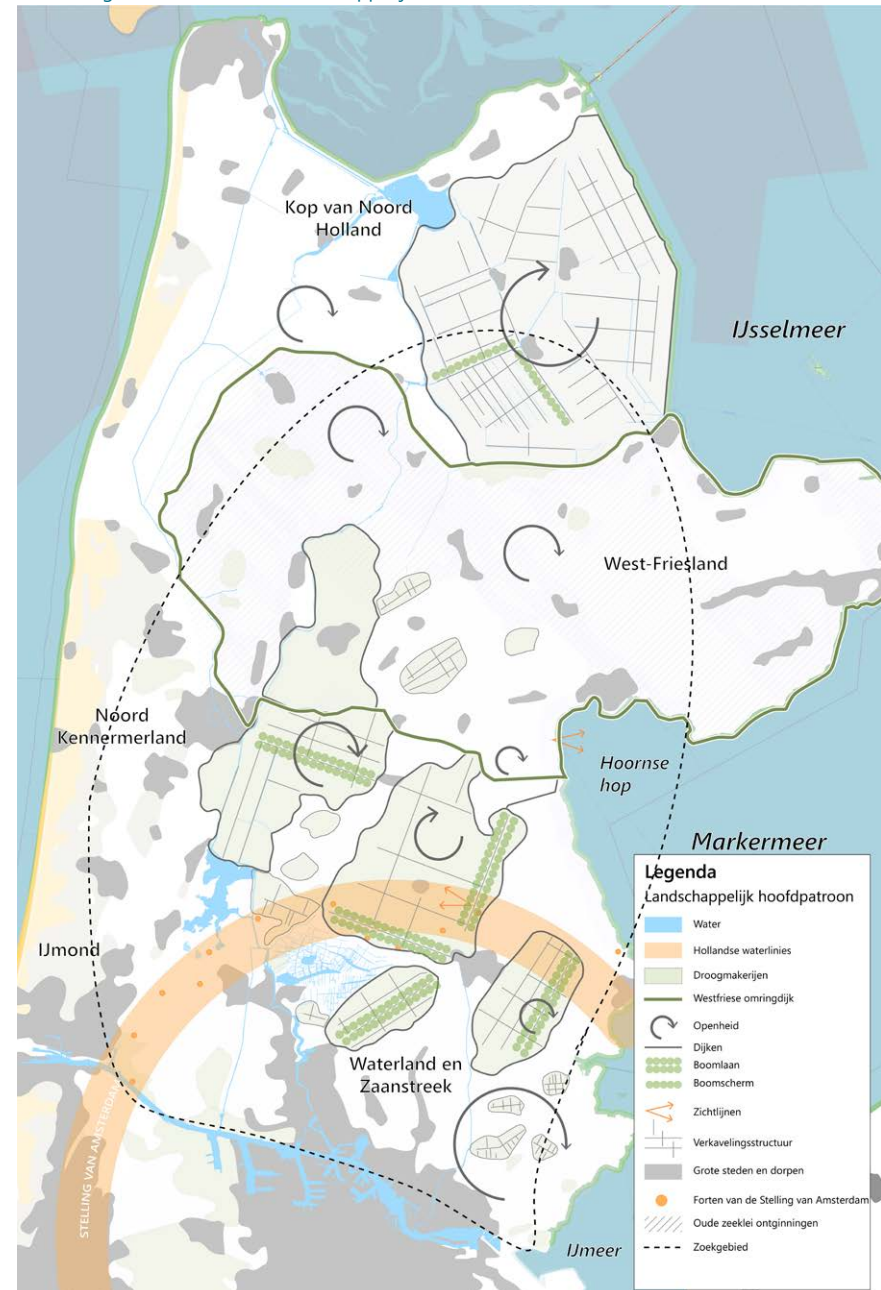 Kop van Noord
Holland
IJsselmeer
West-Friesland
Noord
Kennermerland
Hoornse
hop
Markermeer
IJmond
Waterland en
Zaanstreek
STELLING VAN AMSTERDAM
IJmeer
Legenda
Landschappelijk hoofdpatroon
Water
Hollandse waterlinies
Droogmakerijen
Westfriese omringdijk
Openheid
Dijken
Boomlaan
Boomscherm
Zichtlijnen
Verkavelingsstructuur
Grote steden en dorpen
Forten van de Stelling van Amsterdam
Oude zeeklei ontginningen
Zoekgebied